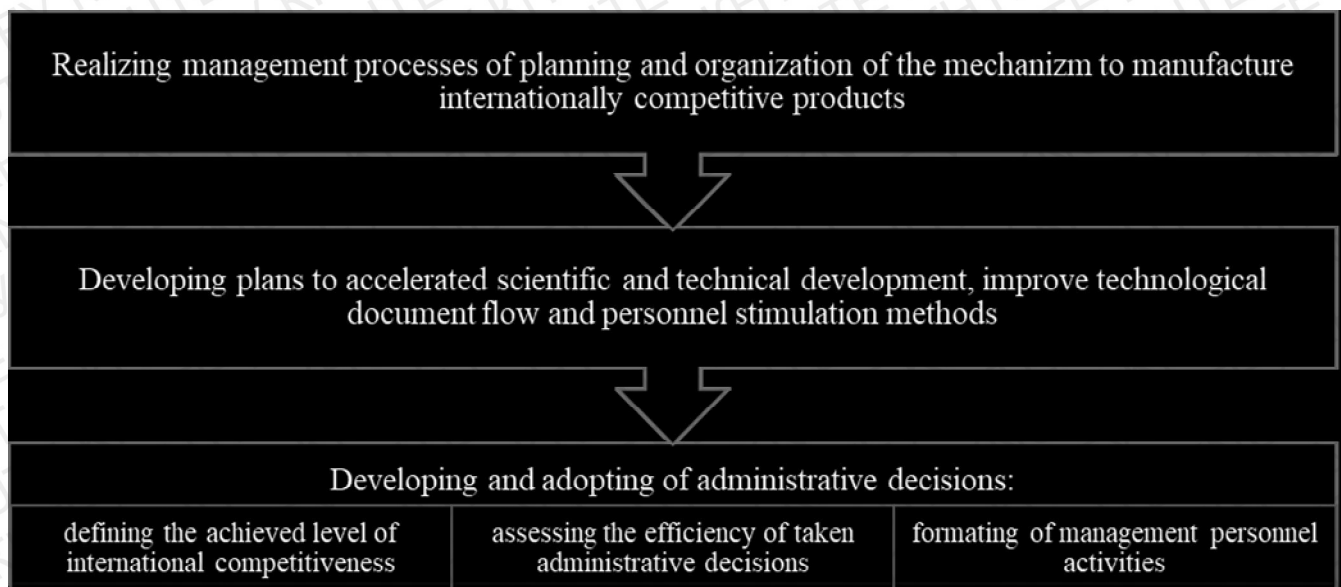 Realizing management processes of planning and organization of the mechanizm to manufacture
internationally competitive products
Developing plans to accelerated scientific and technical development, improve technological
document flow and personnel stimulation methods
Developing and adopting of administrative decisions:
defining the achieved level of
international competitiveness
assessing the efficiency of taken
administrative decisions
formating of management personnel
activities